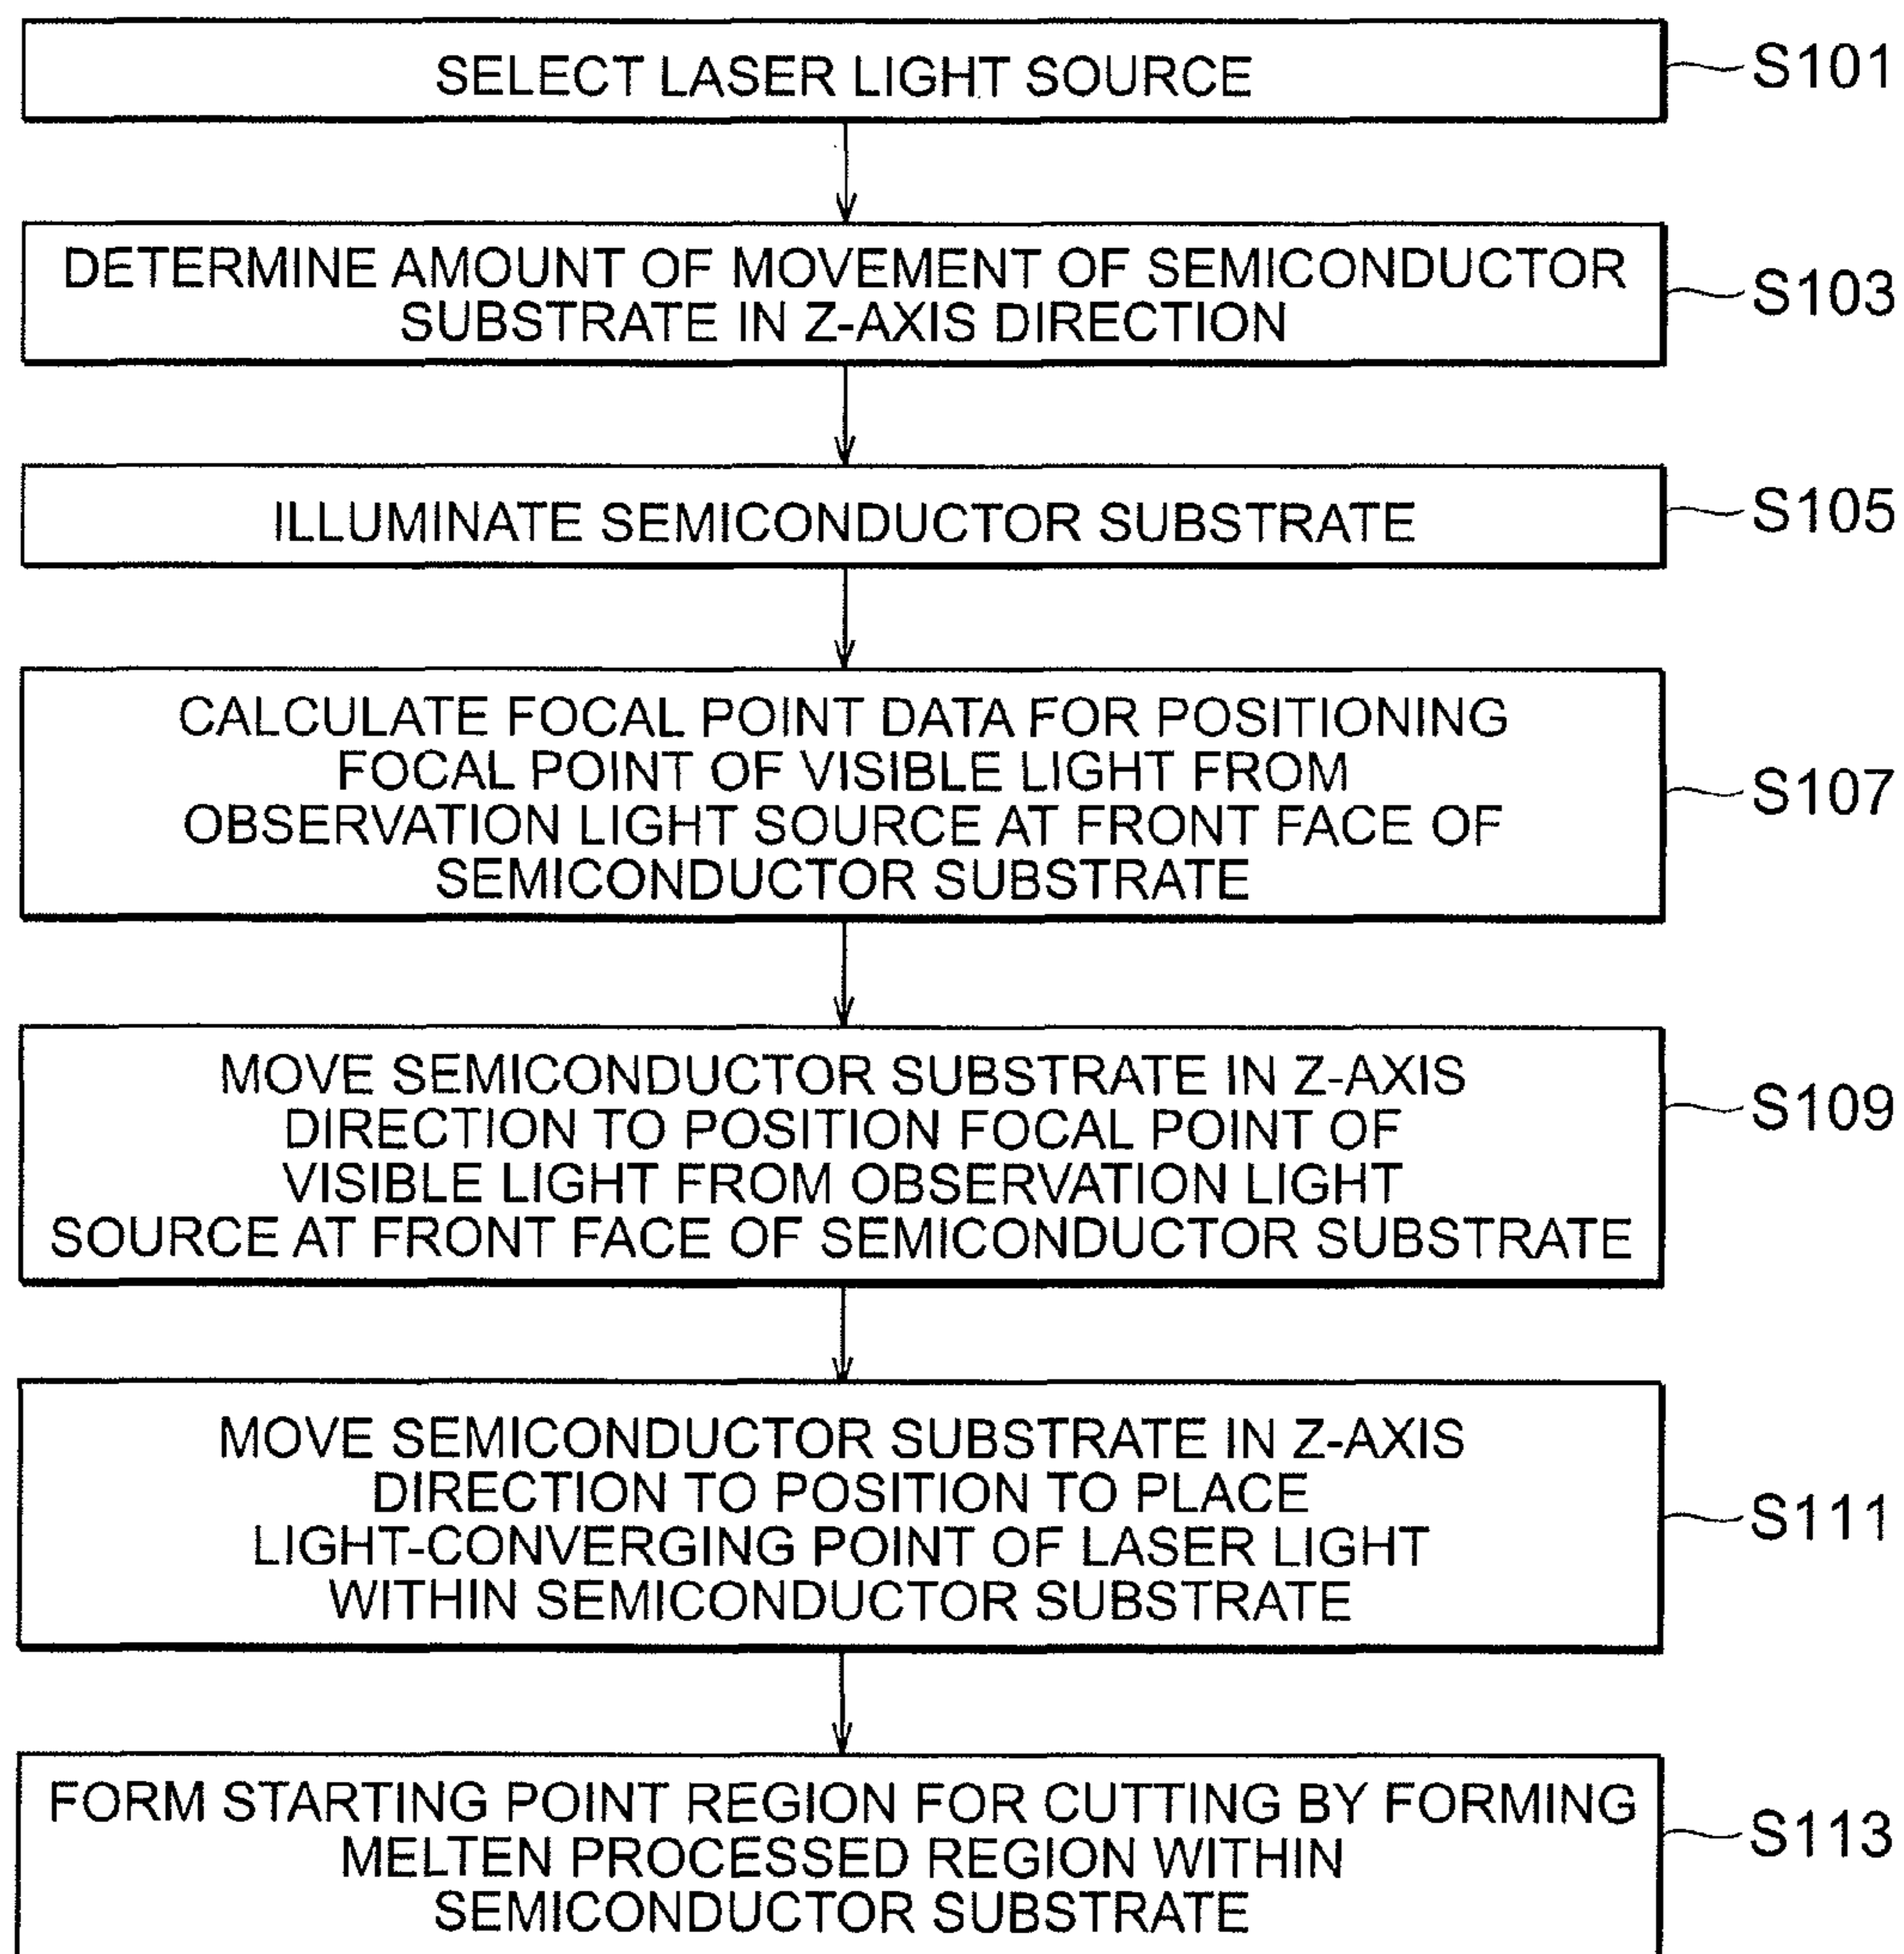 SELECT LASER LIGHT SOURCE
S101
DETERMINE AMOUNT OF MOVEMENT OF SEMICONDUCTOR
SUBSTRATE IN Z-AXIS DIRECTION
S103
ILLUMINATE SEMICONDUCTOR SUBSTRATE
S105
CALCULATE FOCAL POINT DATA FOR POSITIONING
FOCAL POINT OF VISIBLE LIGHT FROM
OBSERVATION LIGHT SOURCE AT FRONT FACE OF
SEMICONDUCTOR SUBSTRATE
S107
MOVE SEMICONDUCTOR SUBSTRATE IN Z-AXIS
DIRECTION TO POSITION FOCAL POINT OF
VISIBLE LIGHT FROM OBSERVATION LIGHT
SOURCE AT FRONT FACE OF SEMICONDUCTOR SUBSTRATE
S109
MOVE SEMICONDUCTOR SUBSTRATE IN Z-AXIS
DIRECTION TO POSITION TO PLACE
LIGHT-CONVERGING POINT OF LASER LIGHT
WITHIN SEMICONDUCTOR SUBSTRATE
S111
FORM STARTING POINT REGION FOR CUTTING BY FORMING
MELTEN PROCESSED REGION WITHIN
SEMICONDUCTOR SUBSTRATE
S113